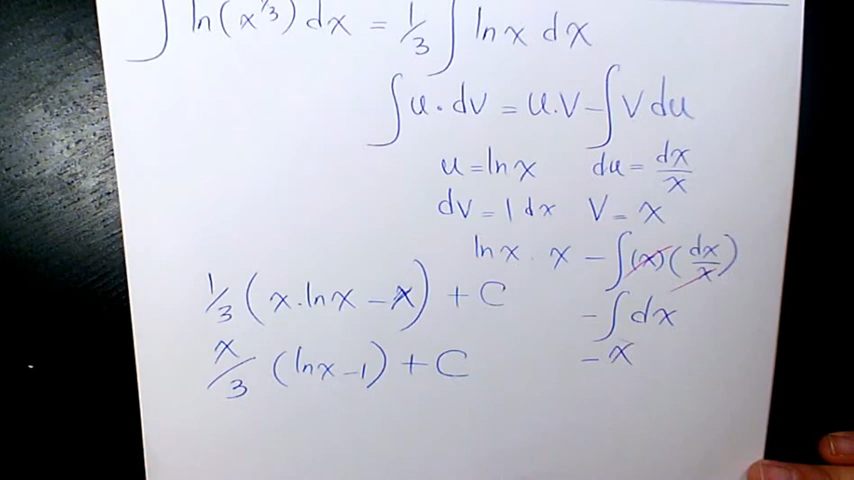 ∫ ln(x^1/3) dx = 1/3 ∫ ln x dx
∫ u · dv = u.v − ∫ v du
u = ln x du = dx/x
dv = 1 dx v = x
ln x . x − ∫ (x) (dx/x)
1/3 (x.ln x − x) + C
− ∫ dx
x/3 (ln x − 1) + C
− x